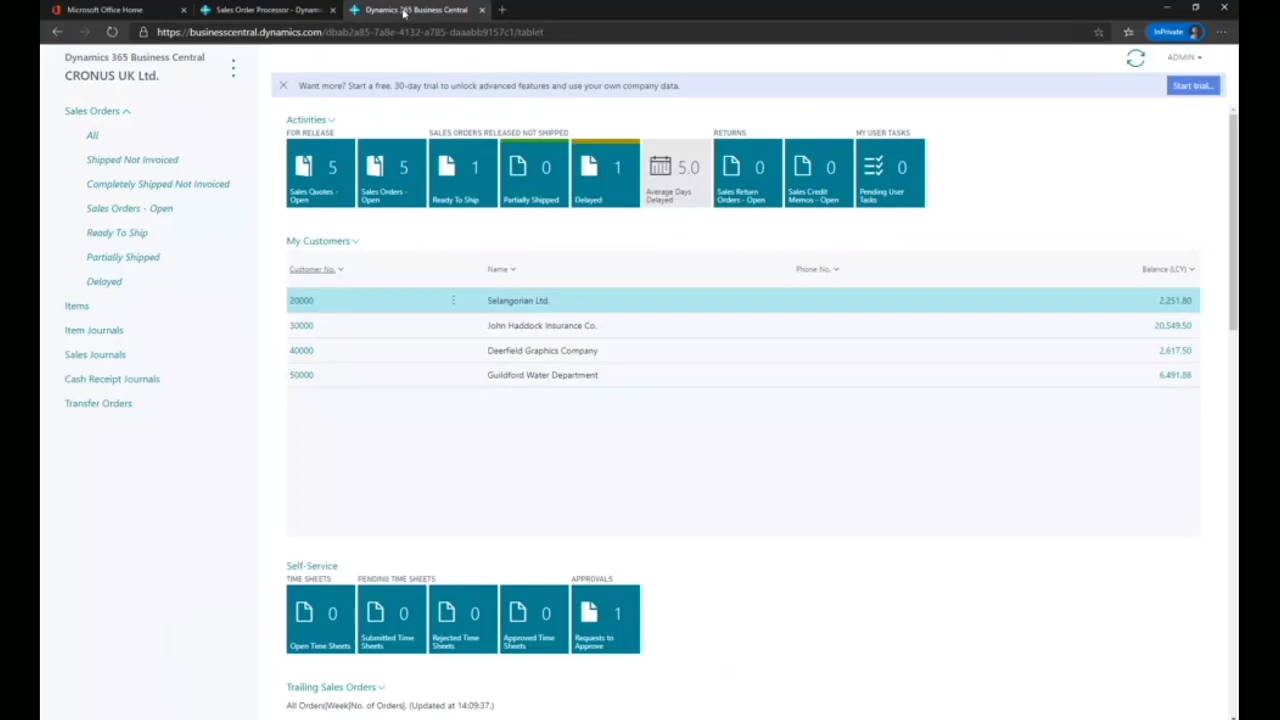 Microsoft Office Home
Sales Order Processor - Dynami
Dynamics 365 Business Central
https://businesscentral.dynamics.com/dbab2a85-7a8e-4132-a785-daaabb9157c1/tablet
InPrivate
Dynamics 365 Business Central
CRONUS UK Ltd.
ADMIN
Want more? Start a free, 30-day trial to unlock advanced features and use your own company data.
Start trial...
Sales Orders
All
Shipped Not Invoiced
Completely Shipped Not Invoiced
Sales Orders - Open
Ready To Ship
Partially Shipped
Delayed
Items
Item Journals
Sales Journals
Cash Receipt Journals
Transfer Orders
Activities
FOR RELEASE
SALES ORDERS RELEASED NOT SHIPPED
RETURNS
MY USER TASKS
5
Sales Quotes - Open
5
Sales Orders - Open
1
Ready To Ship
0
Partially Shipped
1
Delayed
5.0
Average Days Delayed
0
Sales Return Orders - Open
0
Sales Credit Memos - Open
0
Pending User Tasks
My Customers
Customer No. Name Phone No. Balance (LCY)
20000 Selangorian Ltd. 2,251.80
30000 John Haddock Insurance Co. 20,549.50
40000 Deerfield Graphics Company 2,617.50
50000 Guildford Water Department 6,491.88
Self-Service
TIME SHEETS
PENDING TIME SHEETS
APPROVALS
0
Open Time Sheets
0
Submitted Time Sheets
0
Rejected Time Sheets
0
Approved Time Sheets
1
Requests to Approve
Trailing Sales Orders
All Orders|Week|No. of Orders|. (Updated at 14:09:37.)